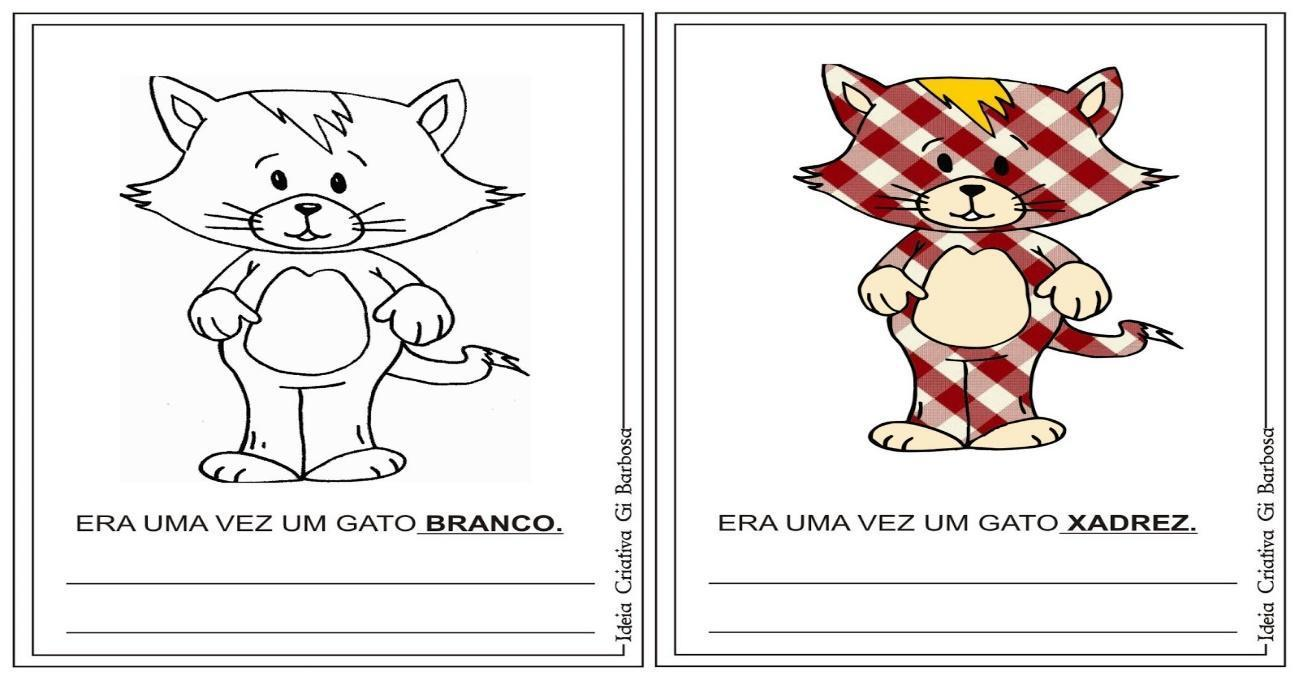 ERA UMA VEZ UM GATO BRANCO.
Ideia Criativa Gi Barbosa
ERA UMA VEZ UM GATO XADREZ.
Ideia Criativa Gi Barbosa